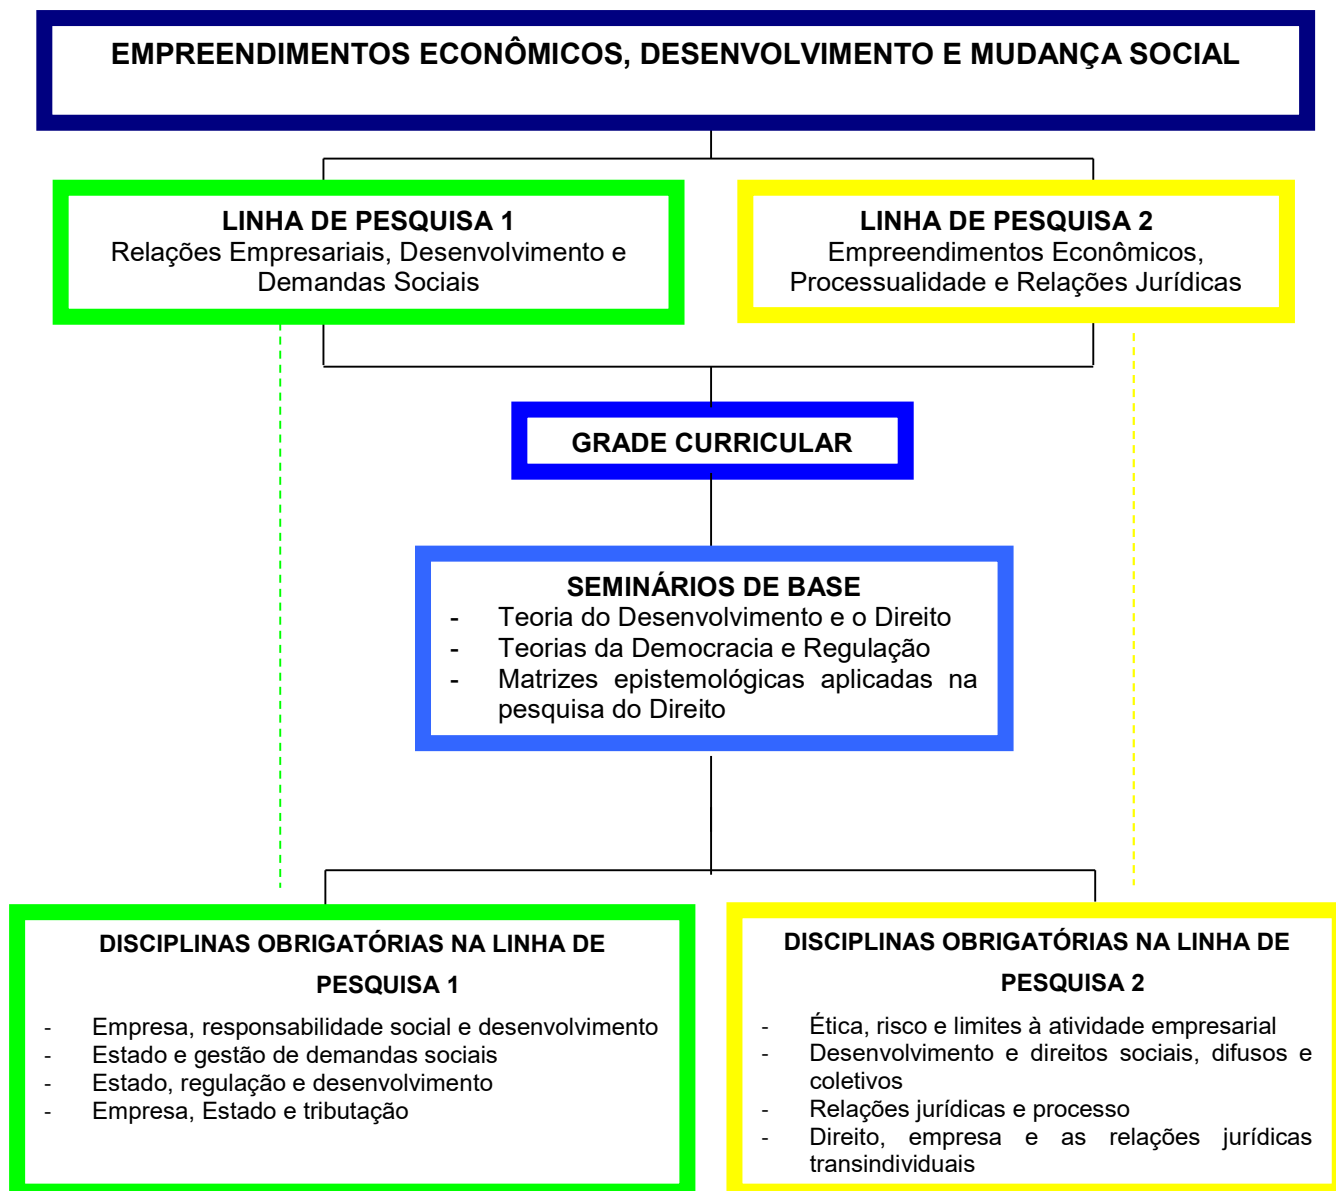 EMPREENDIMENTOS ECONÔMICOS, DESENVOLVIMENTO E MUDANÇA SOCIAL
LINHA DE PESQUISA 1
Relações Empresariais, Desenvolvimento e
Demandas Sociais
LINHA DE PESQUISA 2
Empreendimentos Econômicos,
Processualidade e Relações Jurídicas
GRADE CURRICULAR
SEMINÁRIOS DE BASE
- Teoria do Desenvolvimento e o Direito
- Teorias da Democracia e Regulação
- Matrizes epistemológicas aplicadas na
pesquisa do Direito
DISCIPLINAS OBRIGATÓRIAS NA LINHA DE
PESQUISA 1
- Empresa, responsabilidade social e desenvolvimento
- Estado e gestão de demandas sociais
- Estado, regulação e desenvolvimento
- Empresa, Estado e tributação
DISCIPLINAS OBRIGATÓRIAS NA LINHA DE
PESQUISA 2
- Ética, risco e limites à atividade empresarial
- Desenvolvimento e direitos sociais, difusos e
coletivos
- Relações jurídicas e processo
- Direito, empresa e as relações jurídicas
transindividuais